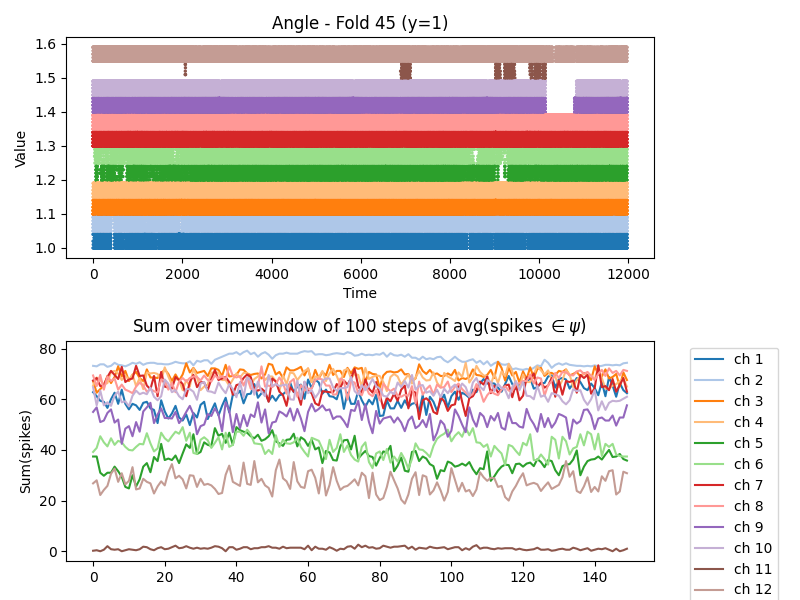 Angle - Fold 45 (y=1)
1.6
1.5
1.4
1.3
1.2
1.1
1.0
Value
0 2000 4000 6000 8000 10000 12000
Time
Sum over timewindow of 100 steps of avg(spikes ∈ψ)
80
60
40
20
0
Sum(spikes)
0 20 40 60 80 100 120 140
ch 1
ch 2
ch 3
ch 4
ch 5
ch 6
ch 7
ch 8
ch 9
ch 10
ch 11
ch 12